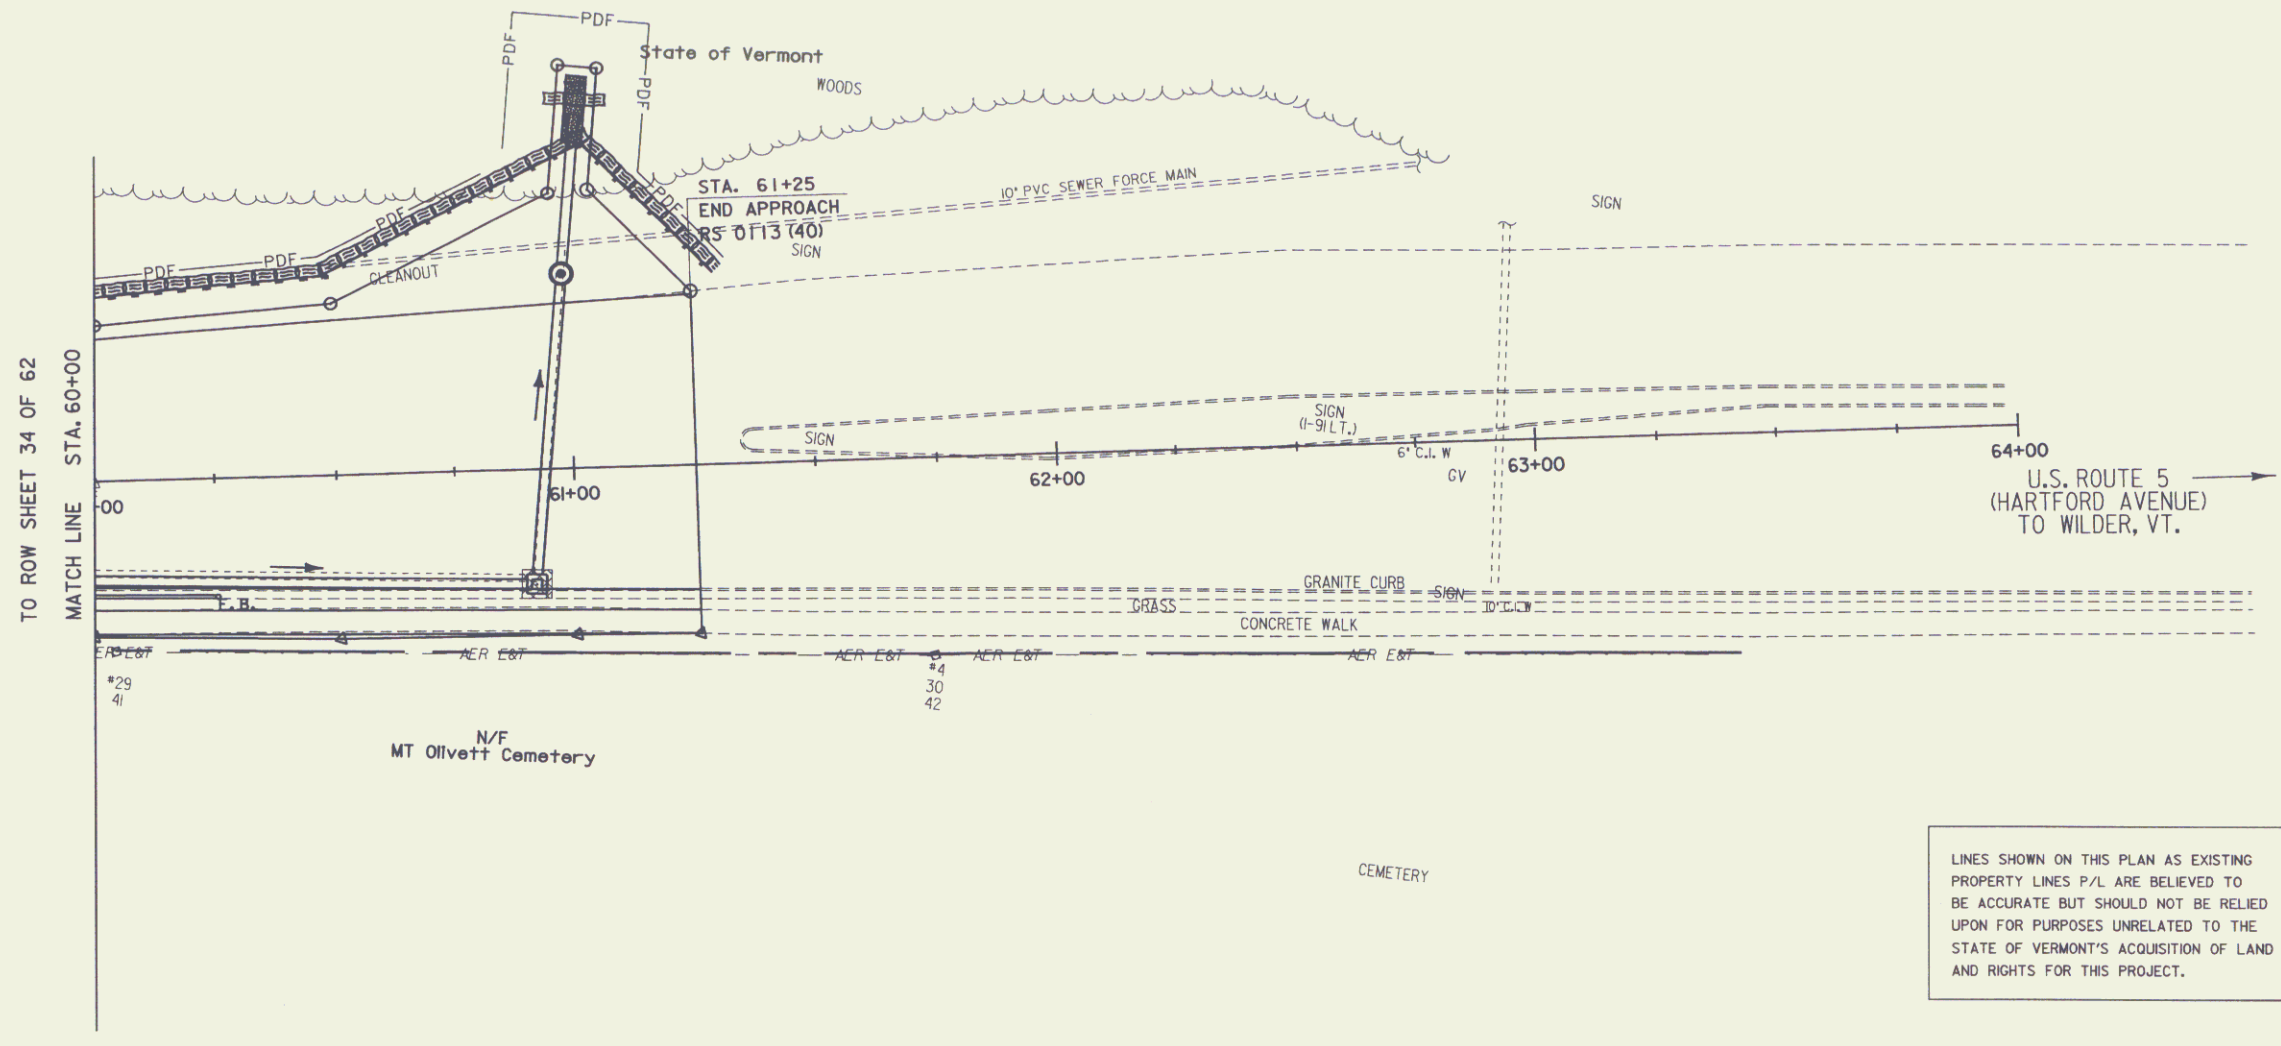 PDF
PDF
PDF
State of Vermont
WOODS
PDF
PDF
PDF
PDF
PDF
CLEANOUT
STA. 61+25
END APPROACH
RS 0113 (40)
SIGN
10" PVC SEWER FORCE MAIN
SIGN
TO ROW SHEET 34 OF 62
MATCH LINE STA. 60+00
SIGN
SIGN
(I-91 LT.)
6" C.I. W
GV
00
61+00
62+00
63+00
64+00
U.S. ROUTE 5
(HARTFORD AVENUE)
TO WILDER, VT.
F. B.
GRANITE CURB
SIGN
GRASS
10" C.I. W
CONCRETE WALK
AER E&T
AER E&T
AER E&T
AER E&T
AER E&T
#29
41
#4
30
42
N/F
MT Olivett Cemetery
CEMETERY
LINES SHOWN ON THIS PLAN AS EXISTING
PROPERTY LINES P/L ARE BELIEVED TO
BE ACCURATE BUT SHOULD NOT BE RELIED
UPON FOR PURPOSES UNRELATED TO THE
STATE OF VERMONT'S ACQUISITION OF LAND
AND RIGHTS FOR THIS PROJECT.